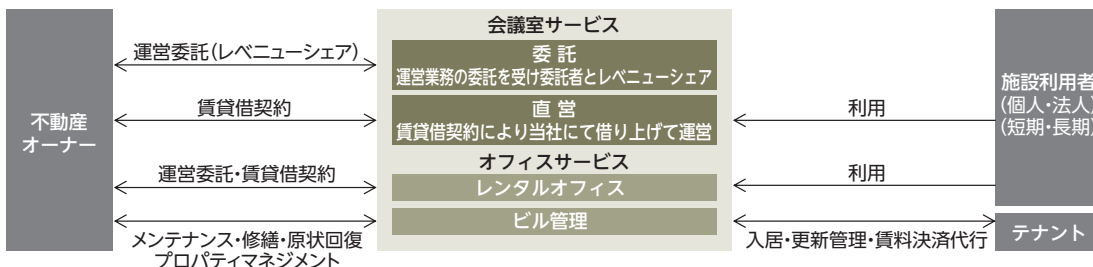 不動産
オーナー
運営委託(レベニューシェア)
賃貸借契約
運営委託・賃貸借契約
メンテナンス・修繕・原状回復
プロパティマネジメント
会議室サービス
委 託
運営業務の委託を受け委託者とレベニューシェア
直 営
賃貸借契約により当社にて借り上げて運営
オフィスサービス
レンタルオフィス
ビル管理
利用
利用
入居・更新管理・賃料決済代行
施設利用者
(個人・法人)
(短期・長期)
テナント